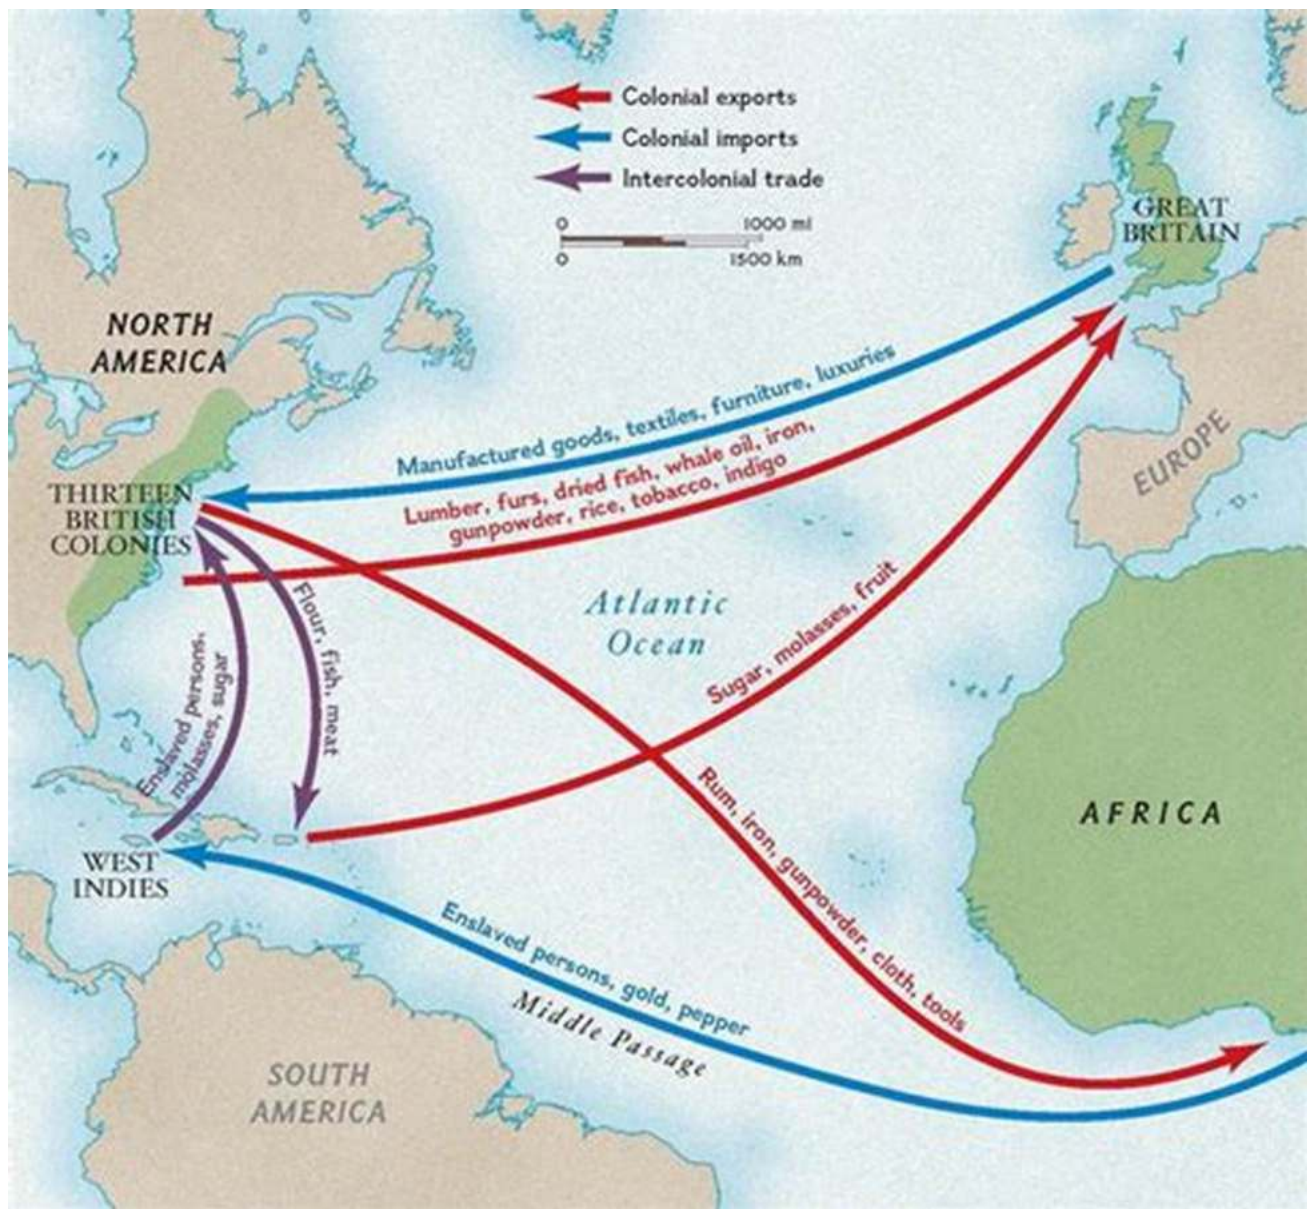 Colonial exports
Colonial imports
Intercolonial trade
0 1000 mi
0 1500 km
GREAT
BRITAIN
NORTH
AMERICA
EUROPE
Manufactured goods, textiles, furniture, luxuries
Lumber, furs, dried fish, whale oil, iron,
gunpowder, rice, tobacco, indigo
THIRTEEN
BRITISH
COLONIES
Atlantic
Ocean
Flour, fish, meat
Enslaved persons,
molasses, sugar
Sugar, molasses, fruit
Rum, iron, gunpowder, cloth, tools
AFRICA
WEST
INDIES
Enslaved persons, gold, pepper
Middle Passage
SOUTH
AMERICA